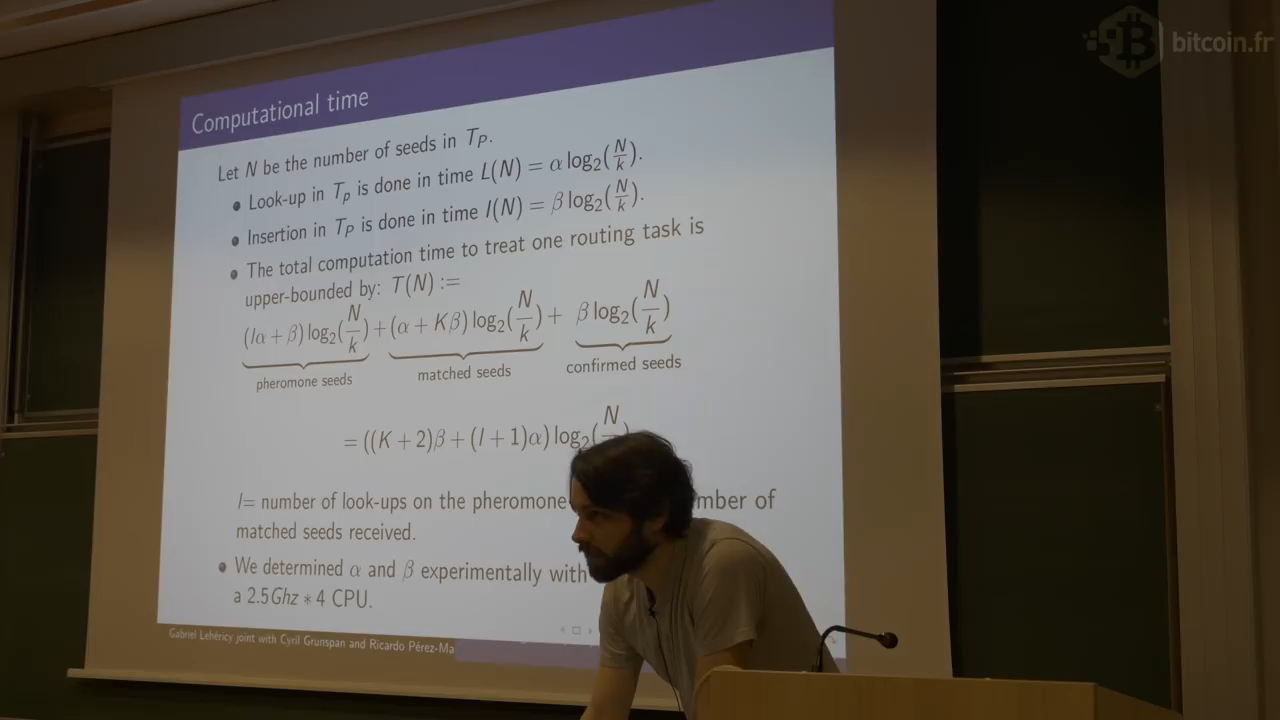 bitcoin.fr
Computational time
Let N be the number of seeds in T_P.
Look-up in T_p is done in time L(N) = α log₂(N/k).
Insertion in T_P is done in time I(N) = β log₂(N/k).
The total computation time to treat one routing task is
upper-bounded by: T(N) :=
(lα + β) log₂(N/k) + (α + Kβ) log₂(N/k) + β log₂(N/k)
pheromone seeds matched seeds confirmed seeds
= ((K + 2)β + (l + 1)α) log₂(N
l= number of look-ups on the pheromone
of
matched seeds received.
We determined α and β experimentally with
a 2.5Ghz * 4 CPU.
Gabriel Lehéricy joint with Cyril Grunspan and Ricardo Pérez-Ma